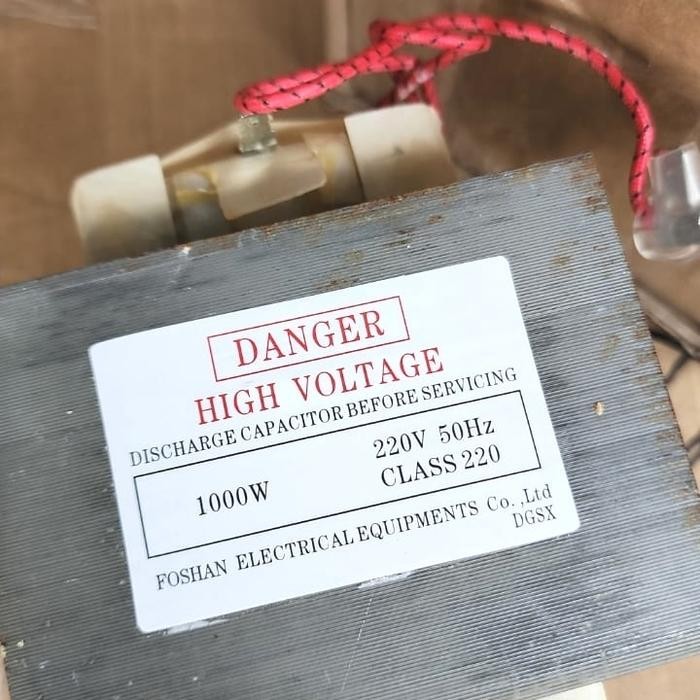 DANGER
HIGH VOLTAGE
DISCHARGE CAPACITOR BEFORE SERVICING
1000W
220V 50Hz
CLASS 220
FOSHAN ELECTRICAL EQUIPMENTS Co.,Ltd
DGSX